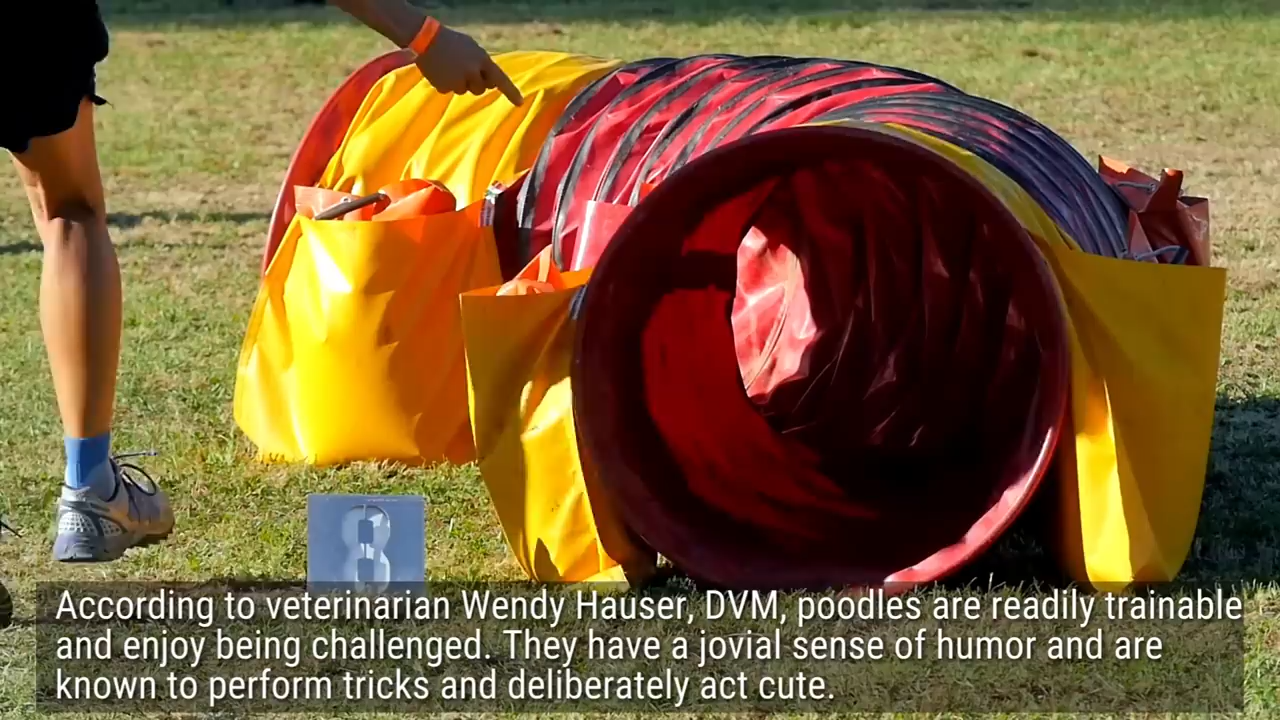 8
According to veterinarian Wendy Hauser, DVM, poodles are readily trainable
and enjoy being challenged. They have a jovial sense of humor and are
known to perform tricks and deliberately act cute.